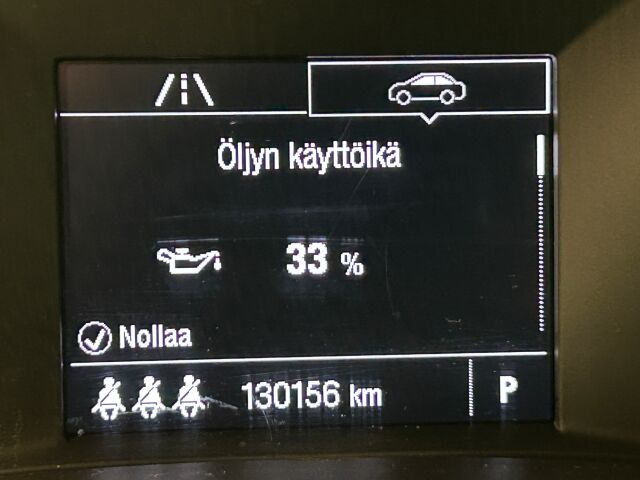 Öljyn käyttöikä
33 %
Nollaa
130156 km P